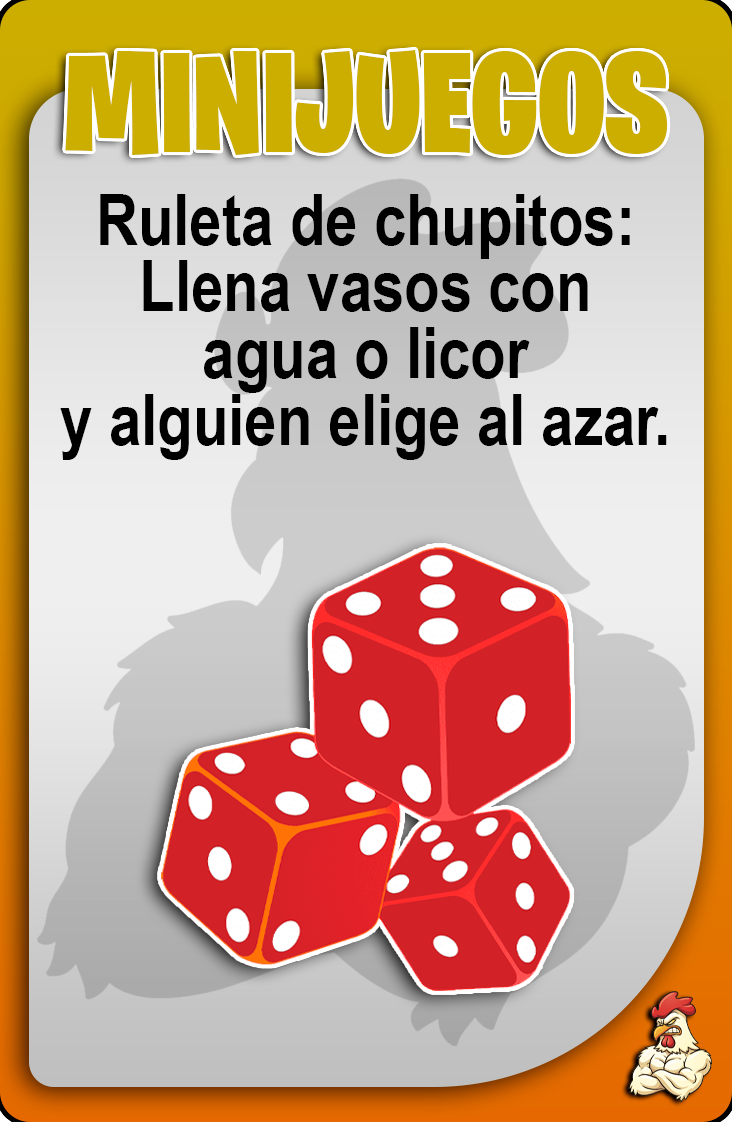 MINIJUEGOS
Ruleta de chupitos:
Llena vasos con
agua o licor
y alguien elige al azar.